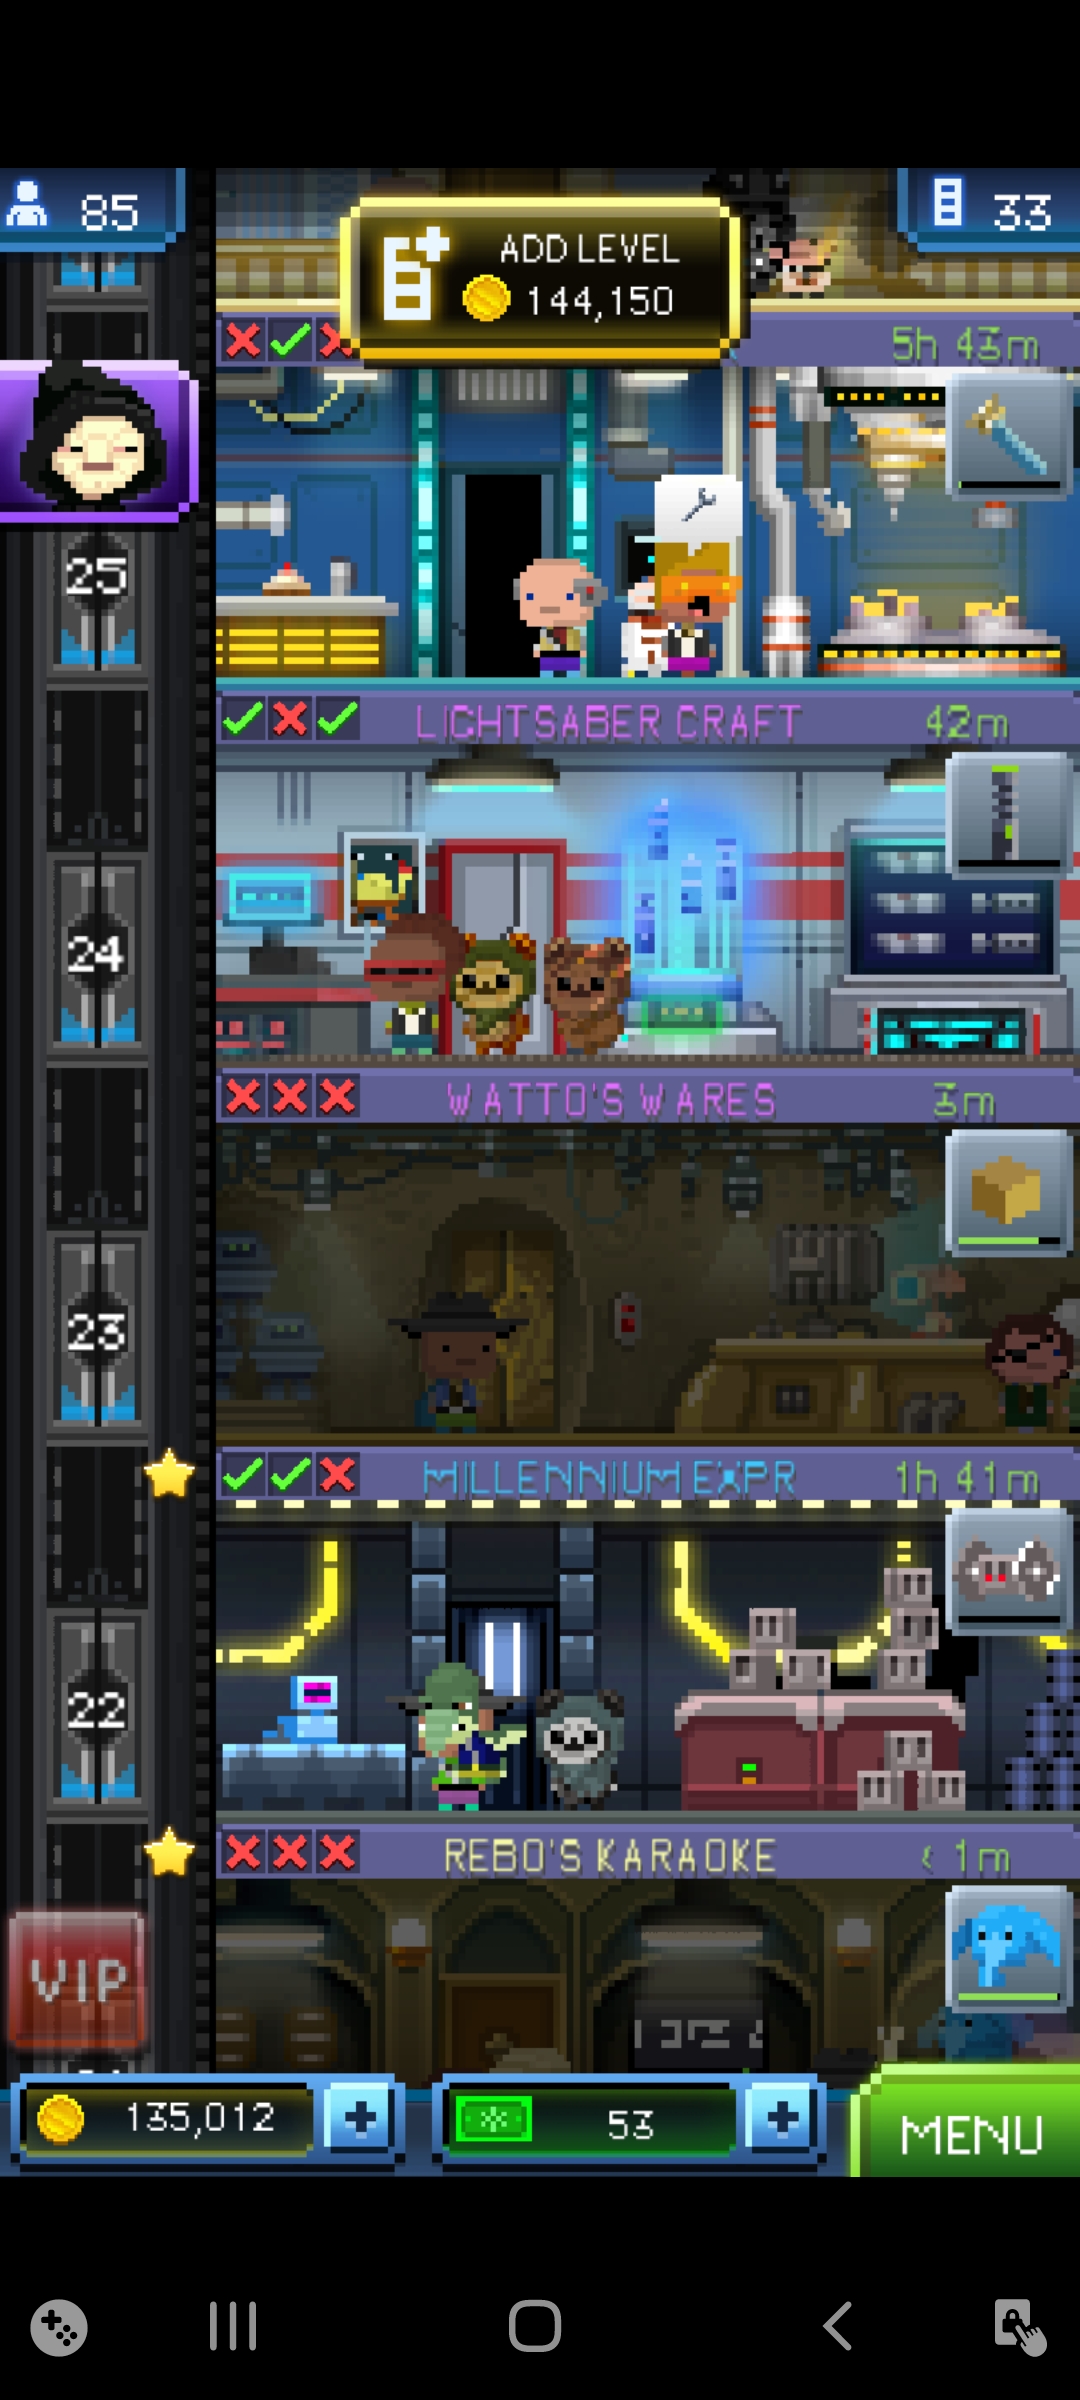 85
33
ADD LEVEL
144,150
5h 43m
25
LIGHTSABER CRAFT
42m
24
WATTO'S WARES
3m
23
MILLENNIUM EXPR
1h 41m
22
REBO'S KARAOKE
< 1m
VIP
135,012
53
MENU